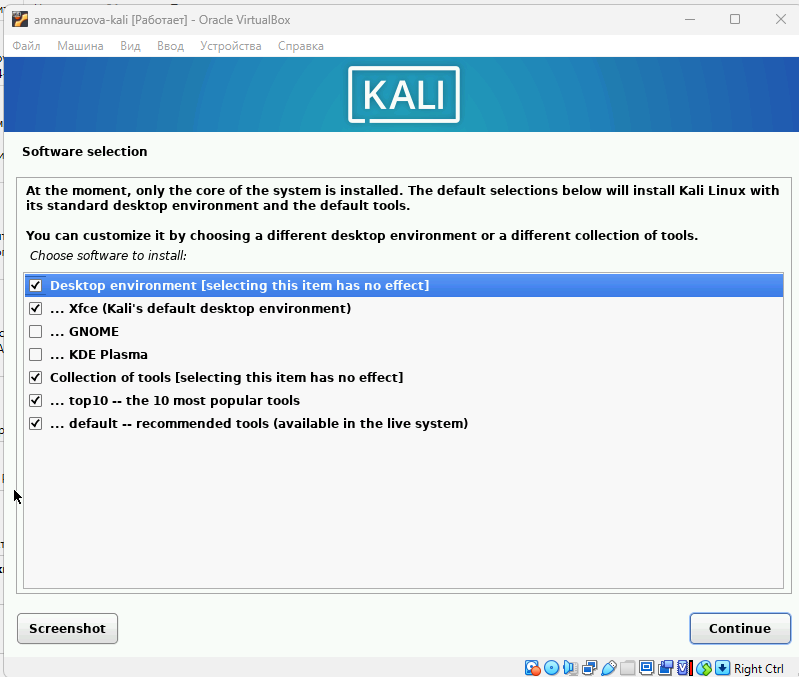 amnauruzova-kali [Работает] - Oracle VirtualBox
Файл Машина Вид Ввод Устройства Справка
KALI
Software selection
At the moment, only the core of the system is installed. The default selections below will install Kali Linux with
its standard desktop environment and the default tools.
You can customize it by choosing a different desktop environment or a different collection of tools.
Choose software to install:
Desktop environment [selecting this item has no effect]
... Xfce (Kali's default desktop environment)
... GNOME
... KDE Plasma
Collection of tools [selecting this item has no effect]
... top10 -- the 10 most popular tools
... default -- recommended tools (available in the live system)
Screenshot
Continue
Right Ctrl